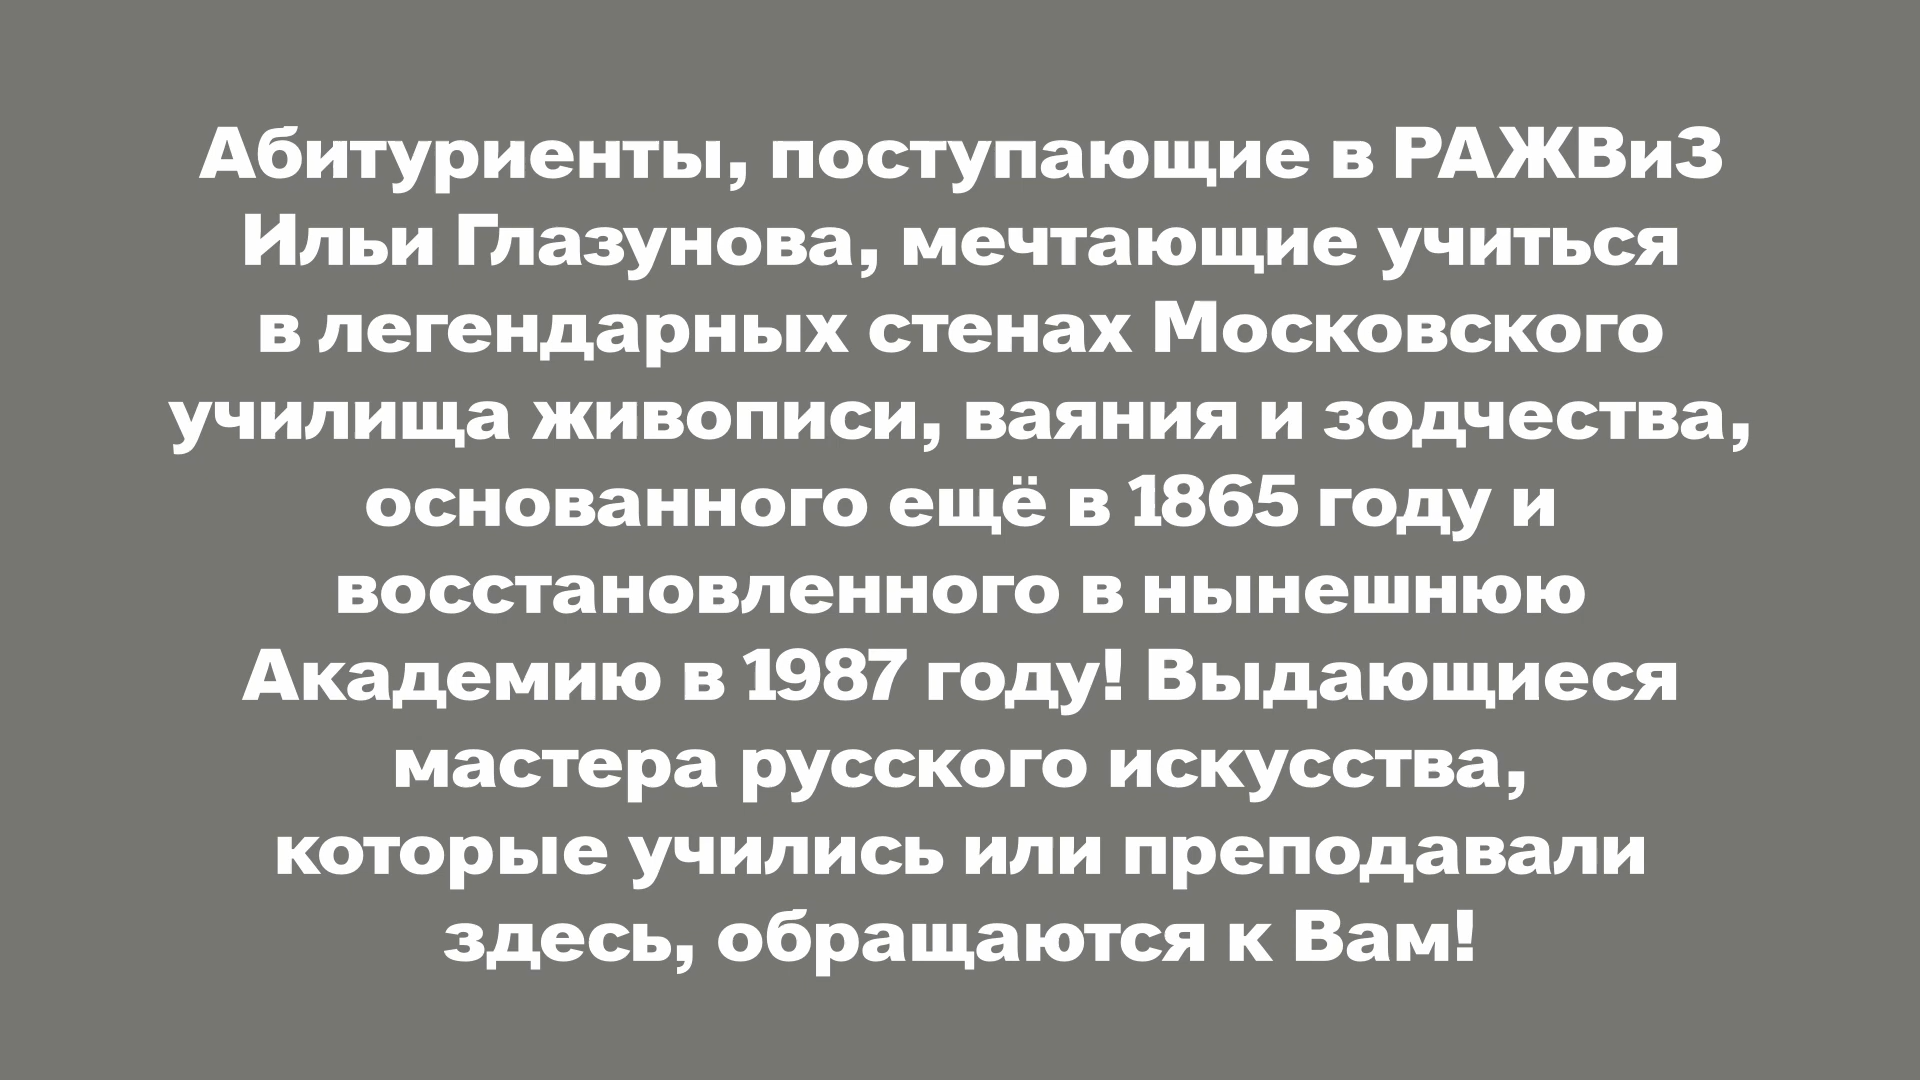 Абитуриенты, поступающие в РАЖВиЗ
Ильи Глазунова, мечтающие учиться
в легендарных стенах Московского
училища живописи, ваяния и зодчества,
основанного ещё в 1865 году и
восстановленного в нынешнюю
Академию в 1987 году! Выдающиеся
мастера русского искусства,
которые учились или преподавали
здесь, обращаются к Вам!